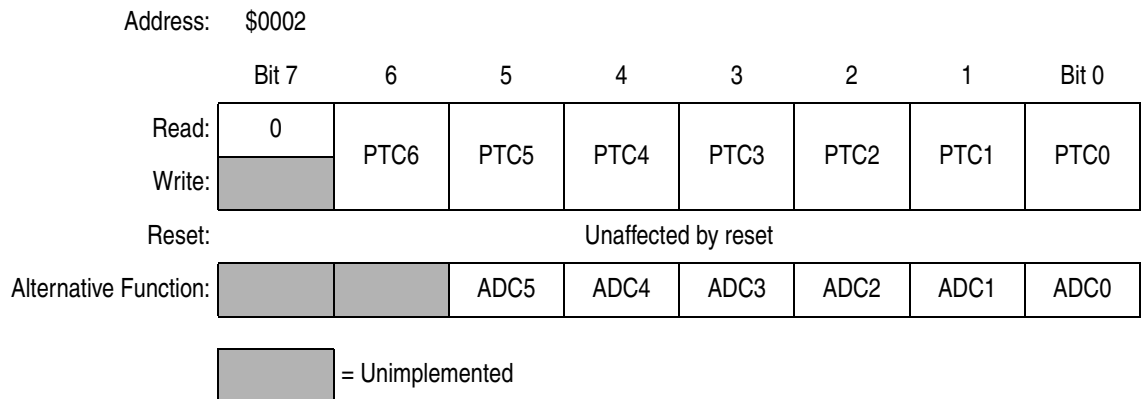 Address: $0002
Bit 7 6 5 4 3 2 1 Bit 0
Read: 0 PTC6 PTC5 PTC4 PTC3 PTC2 PTC1 PTC0
Write:
Reset: Unaffected by reset
Alternative Function: ADC5 ADC4 ADC3 ADC2 ADC1 ADC0
= Unimplemented